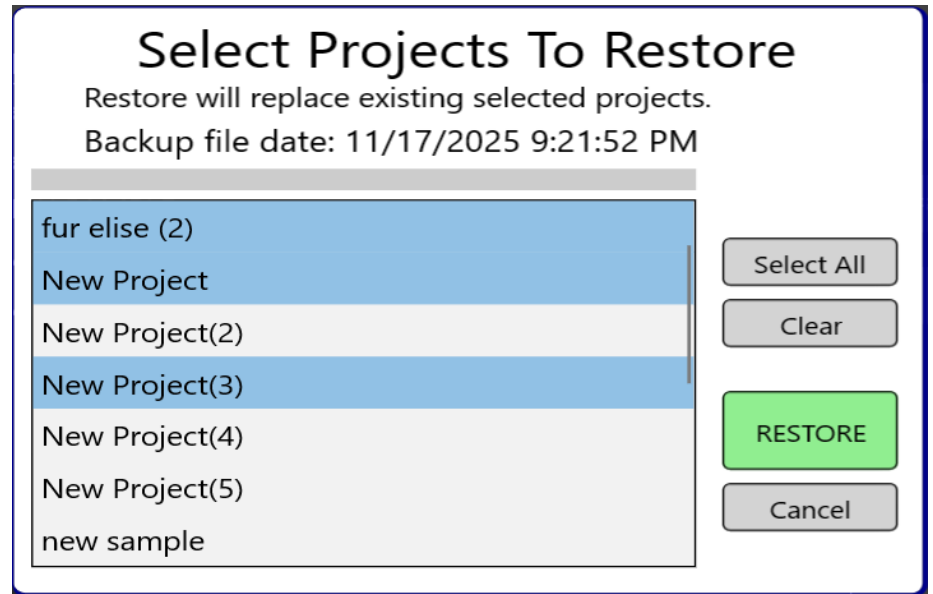 Select Projects To Restore
Restore will replace existing selected projects.
Backup file date: 11/17/2025 9:21:52 PM
fur elise (2)
New Project
New Project(2)
New Project(3)
New Project(4)
New Project(5)
new sample
Select All
Clear
RESTORE
Cancel